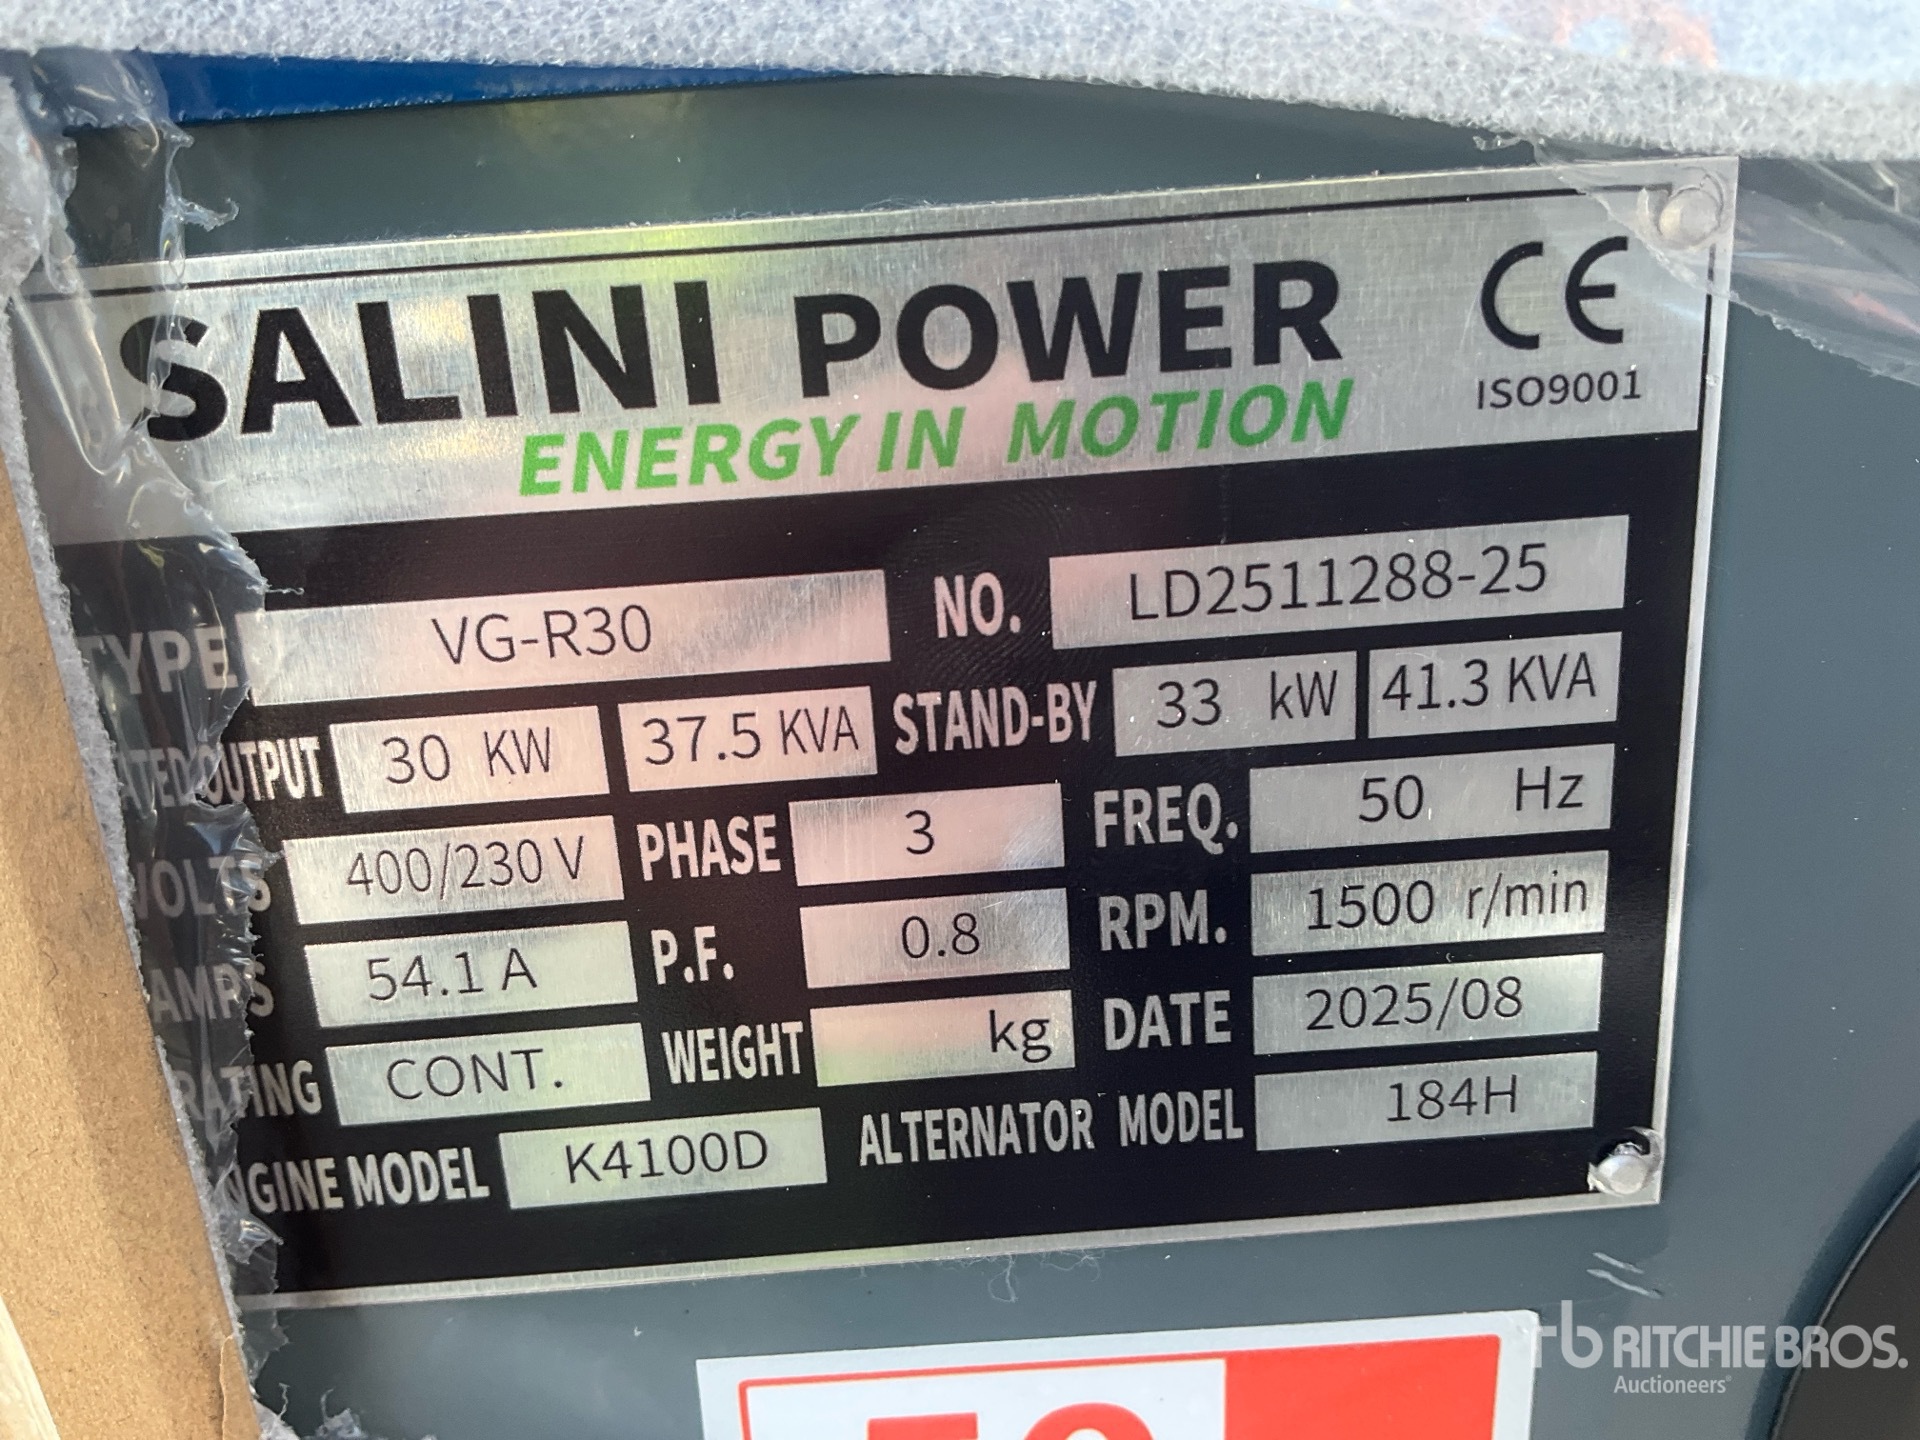 SALINI POWER
CE
ENERGY IN MOTION
ISO9001
TYPE VG-R30 NO. LD2511288-25
RATED OUTPUT 30 KW 37.5 KVA STAND-BY 33 kW 41.3 KVA
VOLTS 400/230 V PHASE 3 FREQ. 50 Hz
AMPS 54.1 A P.F. 0.8 RPM. 1500 r/min
RATING CONT. WEIGHT kg DATE 2025/08
ENGINE MODEL K4100D ALTERNATOR MODEL 184H
rb RITCHIE BROS.
Auctioneers